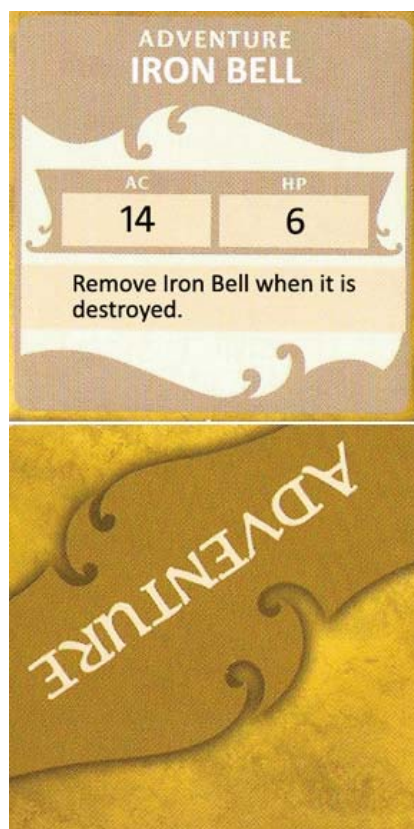 ADVENTURE
IRON BELL
AC
HP
14
6
Remove Iron Bell when it is
destroyed.
ADVENTURE